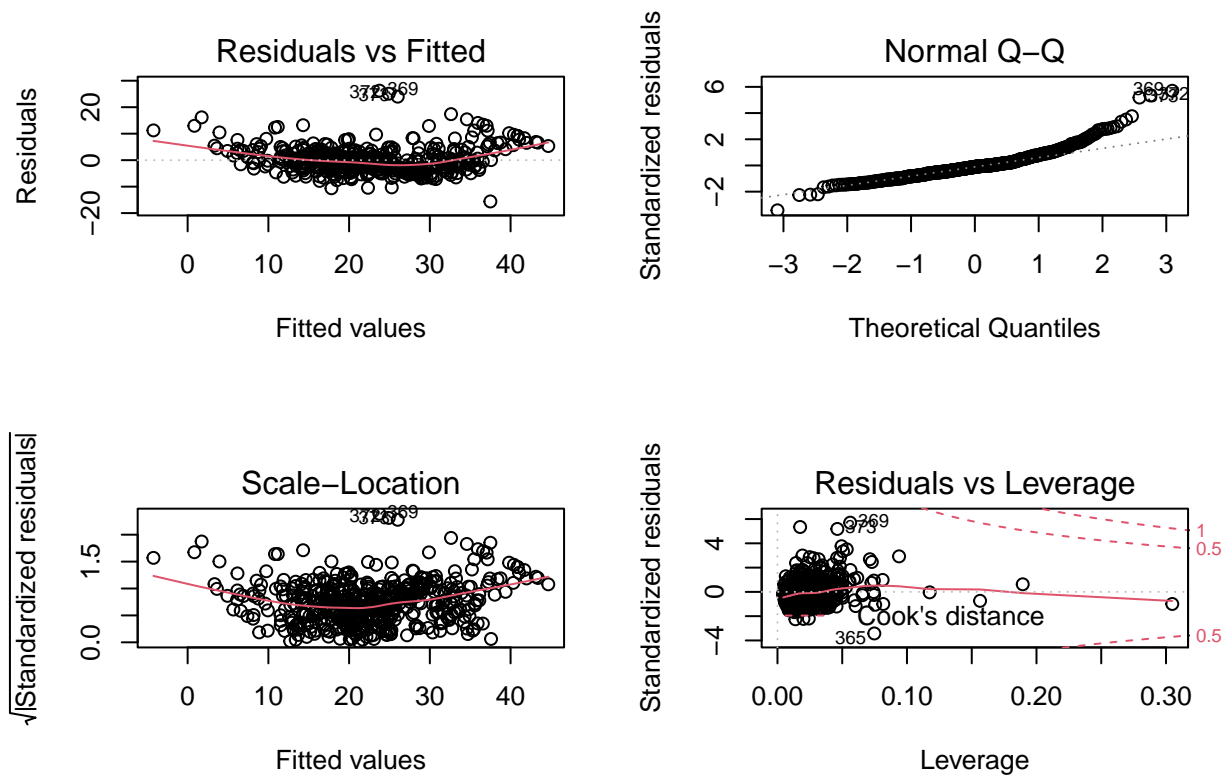 Residuals vs Fitted
Residuals
20
0
−20
369
0 10 20 30 40
Fitted values
Normal Q−Q
Standardized residuals
6
2
−2
369
−3 −2 −1 0 1 2 3
Theoretical Quantiles
Scale−Location
√|Standardized residuals|
1.5
0.0
369
0 10 20 30 40
Fitted values
Residuals vs Leverage
Standardized residuals
4
0
−4
369
373
1
0.5
Cook's distance
365
0.5
0.00 0.10 0.20 0.30
Leverage